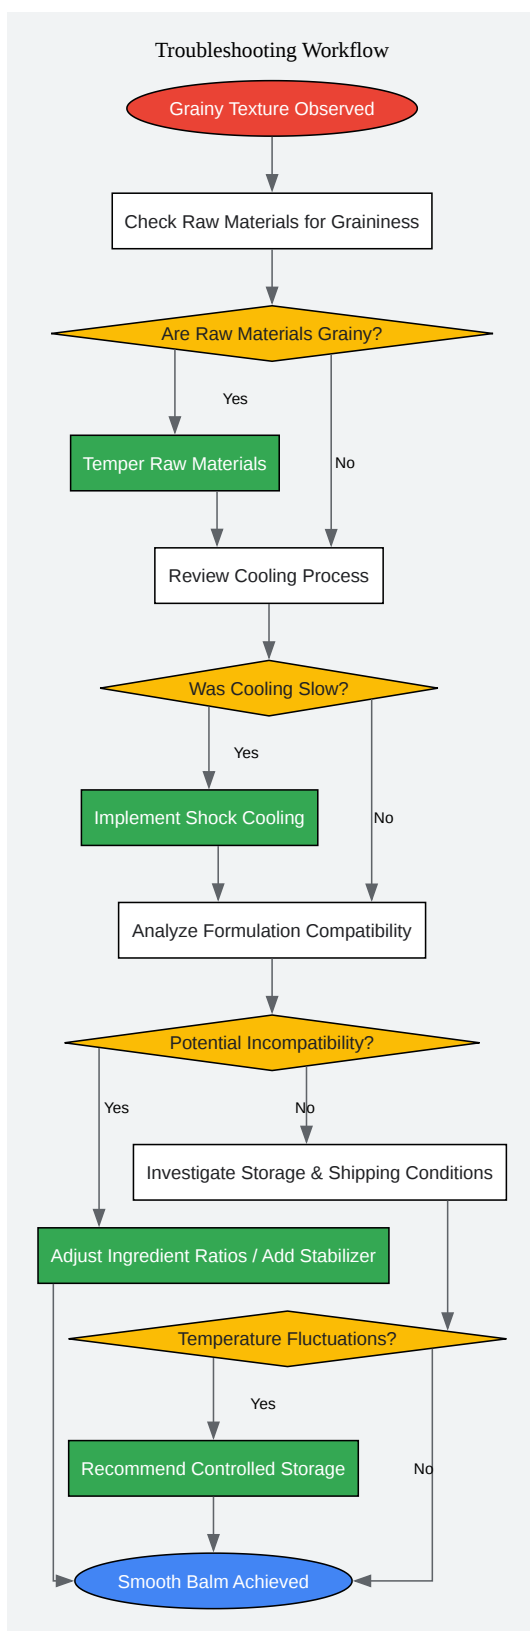 Troubleshooting Workflow
Grainy Texture Observed
Check Raw Materials for Graininess
Are Raw Materials Grainy?
Yes
Temper Raw Materials
No
Review Cooling Process
Was Cooling Slow?
Yes
Implement Shock Cooling
No
Analyze Formulation Compatibility
Potential Incompatibility?
Yes
No
Investigate Storage & Shipping Conditions
Adjust Ingredient Ratios / Add Stabilizer
Temperature Fluctuations?
Yes
Recommend Controlled Storage
No
Smooth Balm Achieved